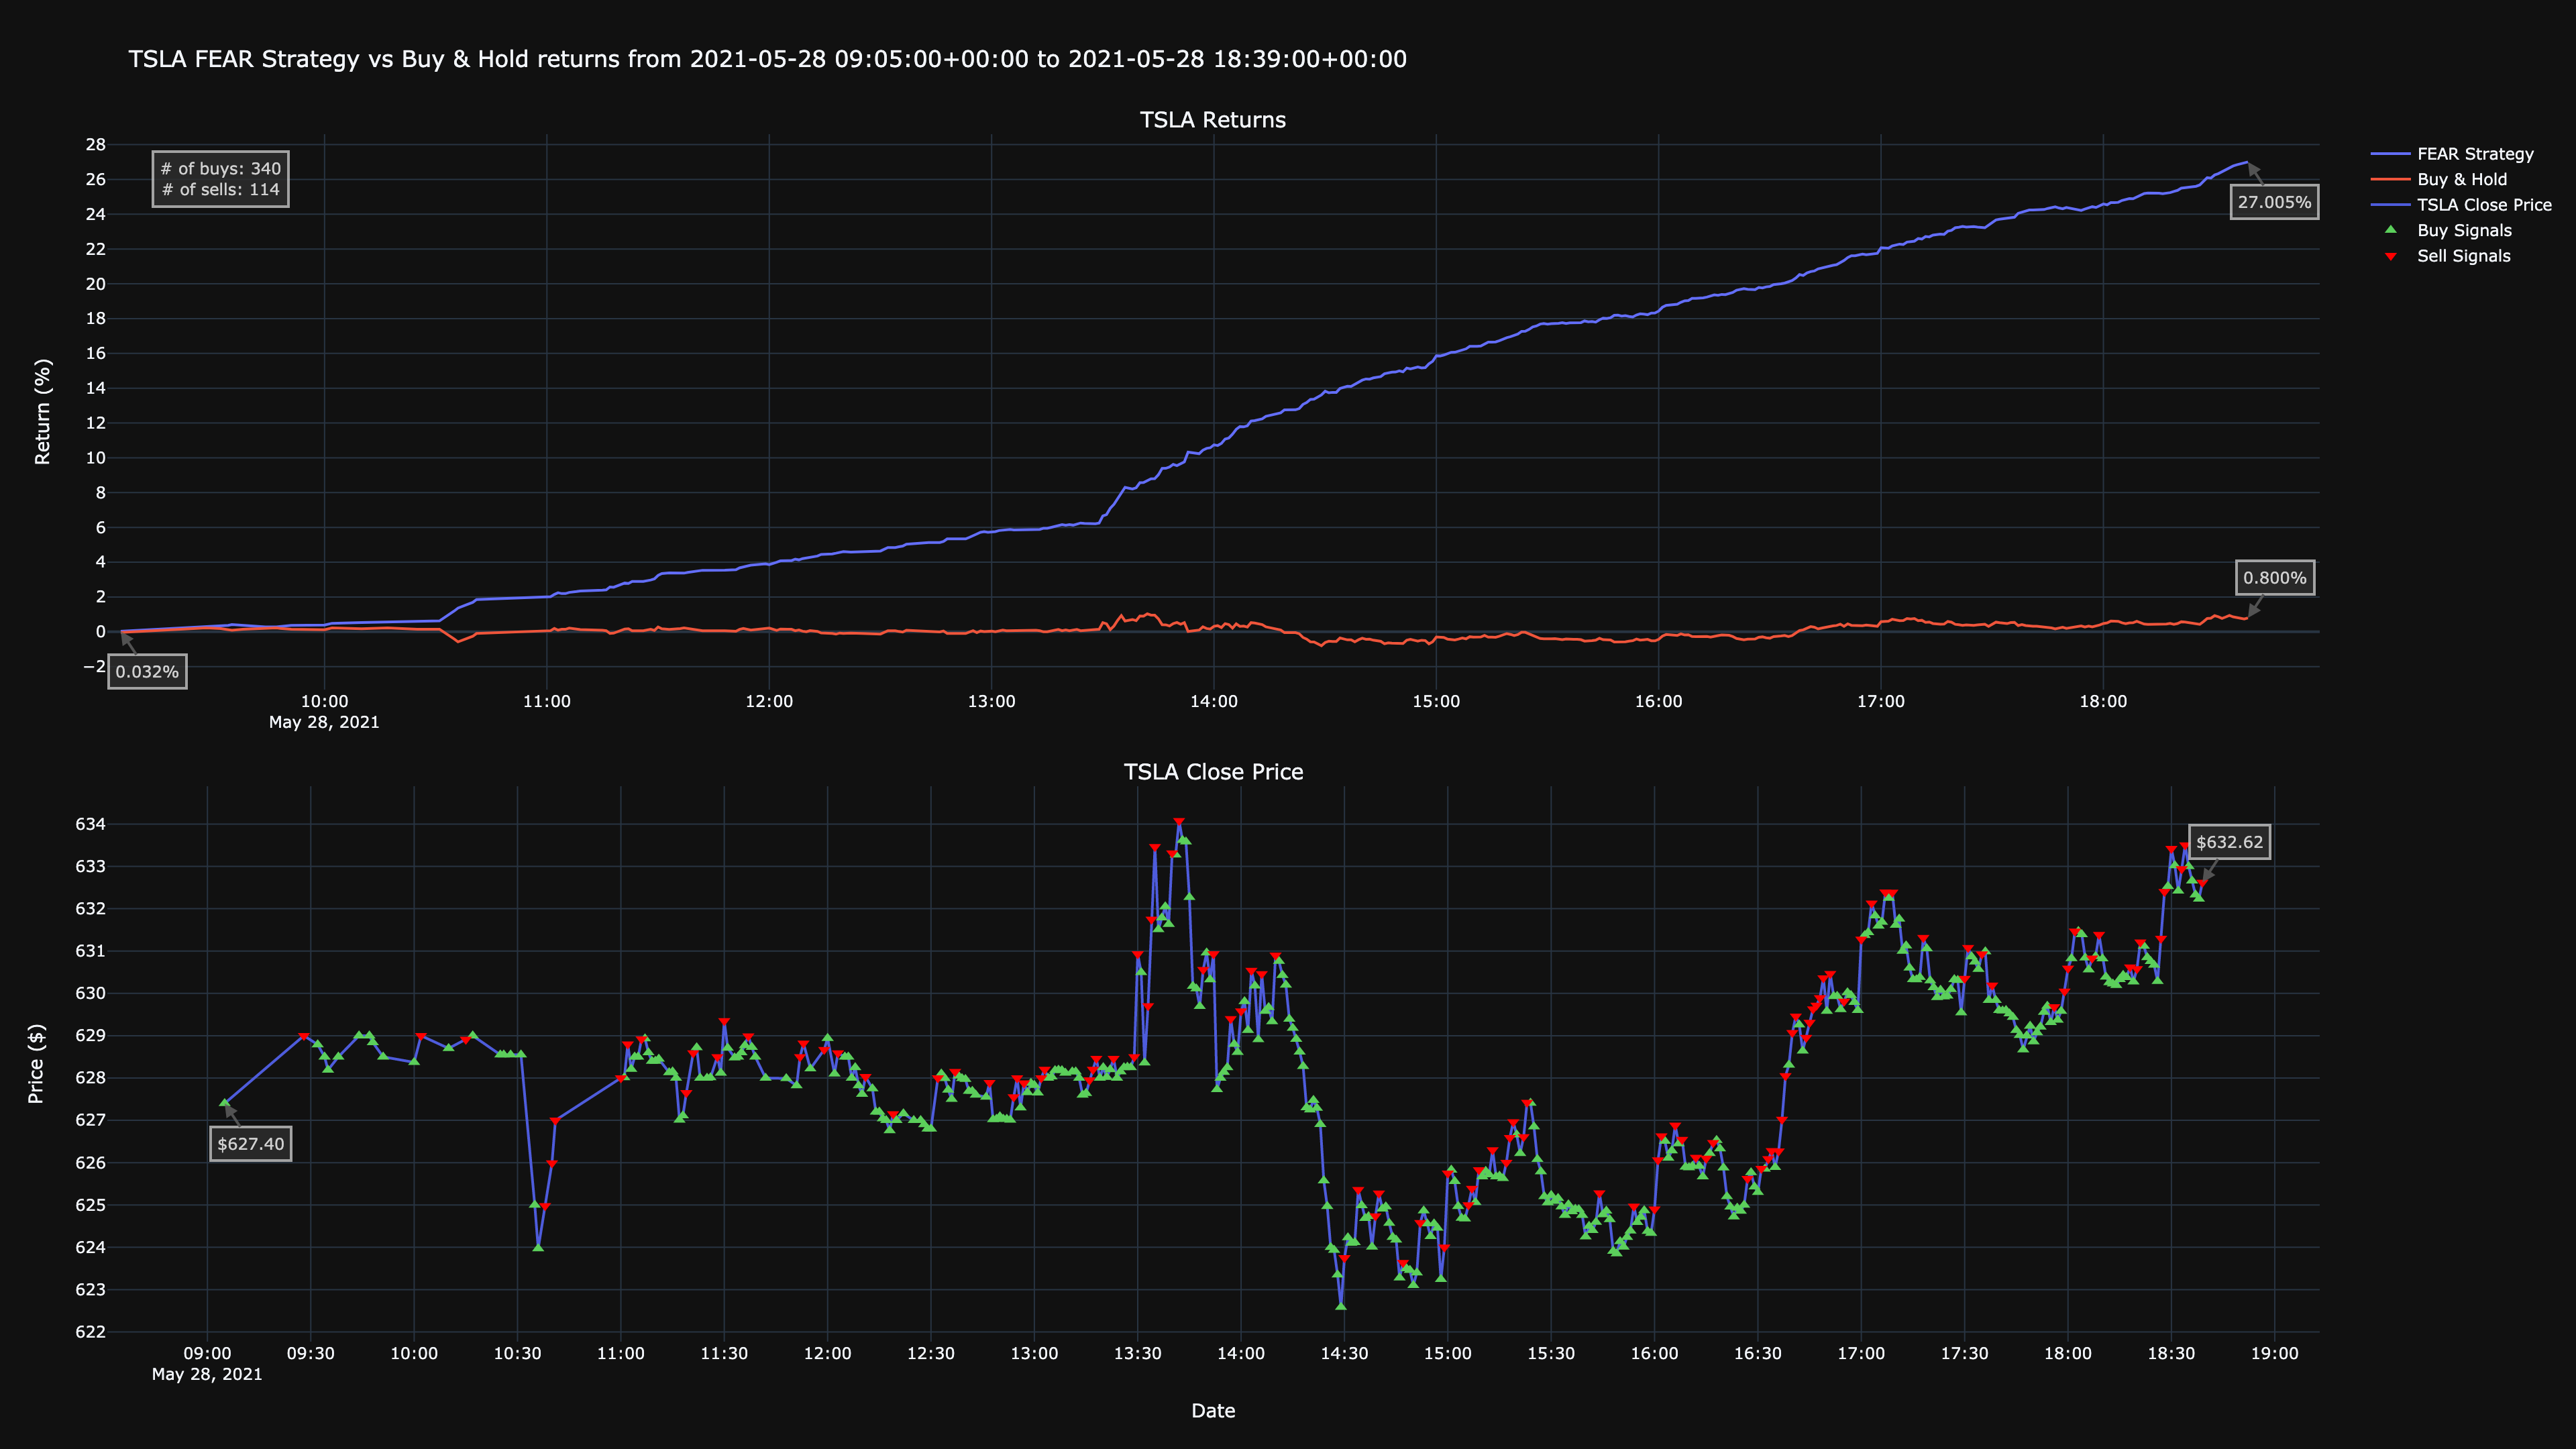 TSLA FEAR Strategy vs Buy & Hold returns from 2021-05-28 09:05:00+00:00 to 2021-05-28 18:39:00+00:00
TSLA Returns
FEAR Strategy
Buy & Hold
TSLA Close Price
Buy Signals
Sell Signals
# of buys: 340
# of sells: 114
27.005%
0.800%
0.032%
Return (%)
28
26
24
22
20
18
16
14
12
10
8
6
4
2
0
−2
10:00 11:00 12:00 13:00 14:00 15:00 16:00 17:00 18:00
May 28, 2021
TSLA Close Price
$632.62
$627.40
Price ($)
634
633
632
631
630
629
628
627
626
625
624
623
622
09:00 09:30 10:00 10:30 11:00 11:30 12:00 12:30 13:00 13:30 14:00 14:30 15:00 15:30 16:00 16:30 17:00 17:30 18:00 18:30 19:00
May 28, 2021
Date